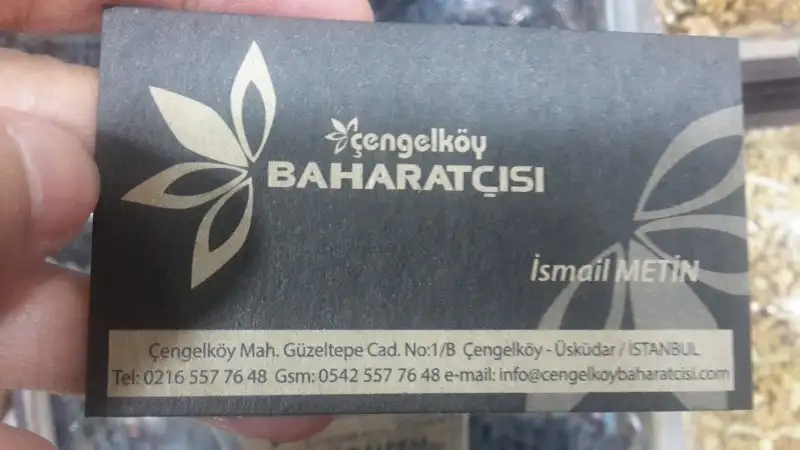 çengelköy
BAHARATÇISI
İsmail METİN
Çengelköy Mah. Güzeltepe Cad. No:1/B Çengelköy - Üsküdar / İSTANBUL
Tel: 0216 557 76 48 Gsm: 0542 557 76 48 e-mail: info@cengelkoybaharatcisi.com